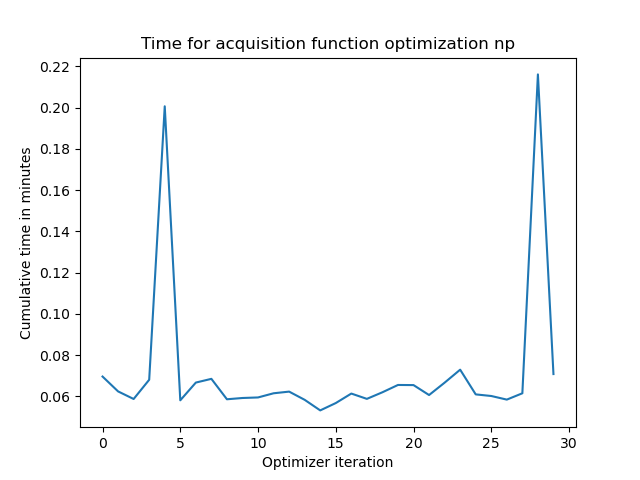 Time for acquisition function optimization np
Cumulative time in minutes
0.22
0.20
0.18
0.16
0.14
0.12
0.10
0.08
0.06
0 5 10 15 20 25 30
Optimizer iteration